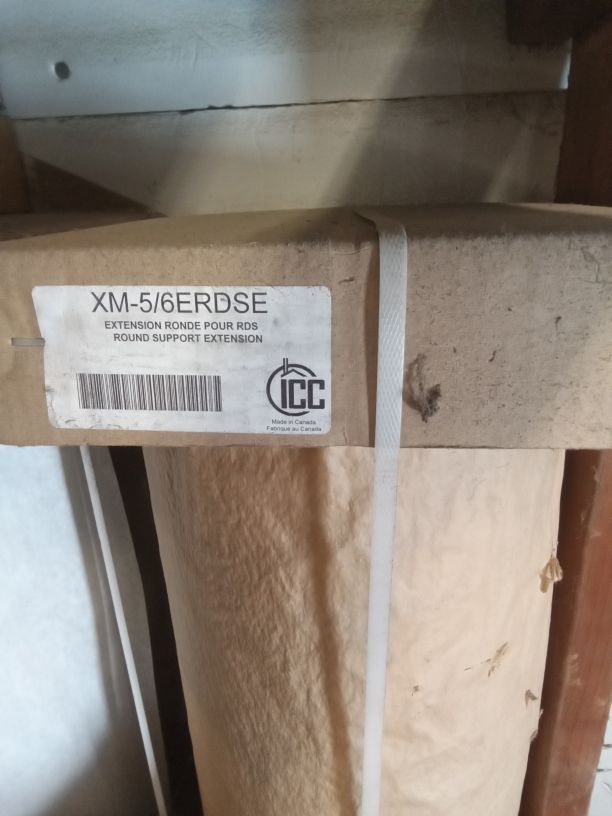 XM-5/6ERDSE
EXTENSION RONDE POUR RDS
ROUND SUPPORT EXTENSION
ICC
Made in Canada
Fabriqué au Canada